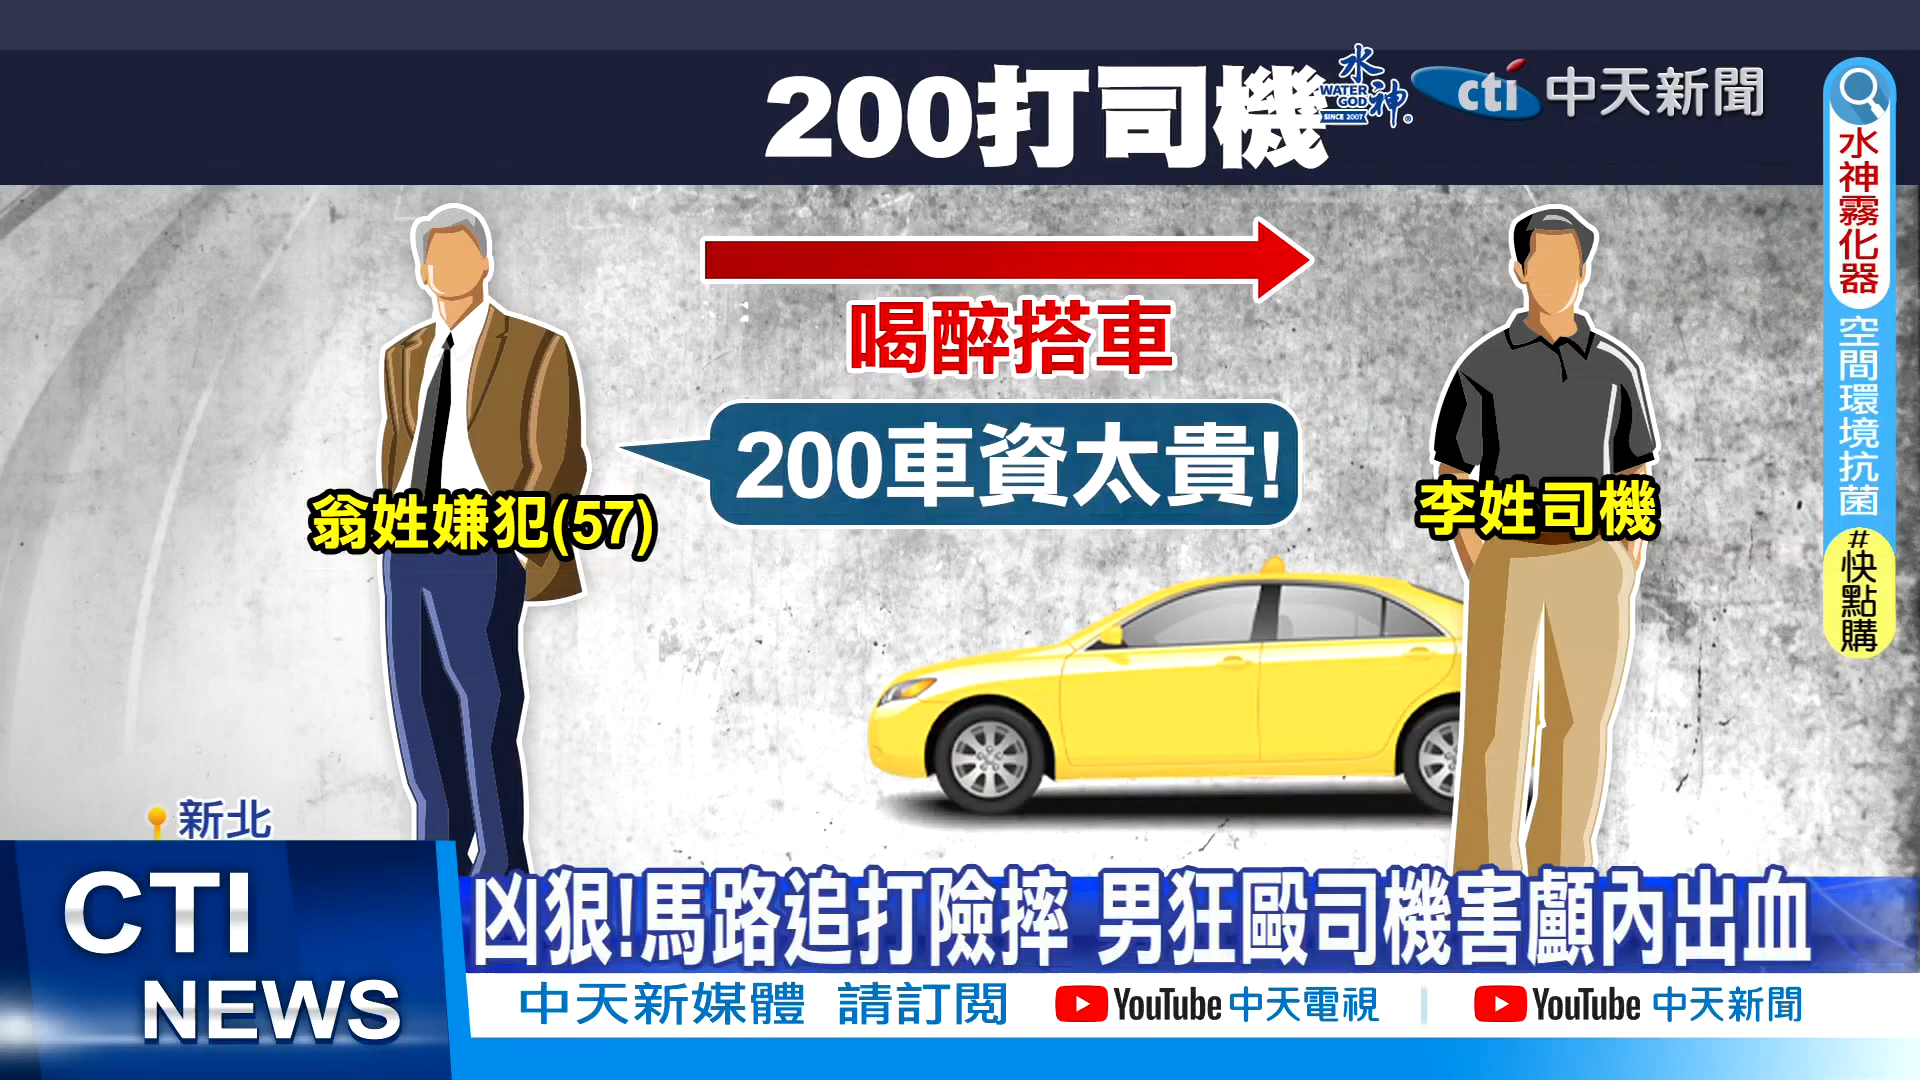 200打司機
水神
WATER
GOD
SINCE 2007
cti 中天新聞
喝醉搭車
200車資太貴!
翁姓嫌犯(57)
李姓司機
水神霧化器
空間環境抗菌
#快點購
新北
CTI
NEWS
凶狠!馬路追打險摔 男狂毆司機害顱內出血
中天新媒體 請訂閱 YouTube 中天電視 | YouTube 中天新聞